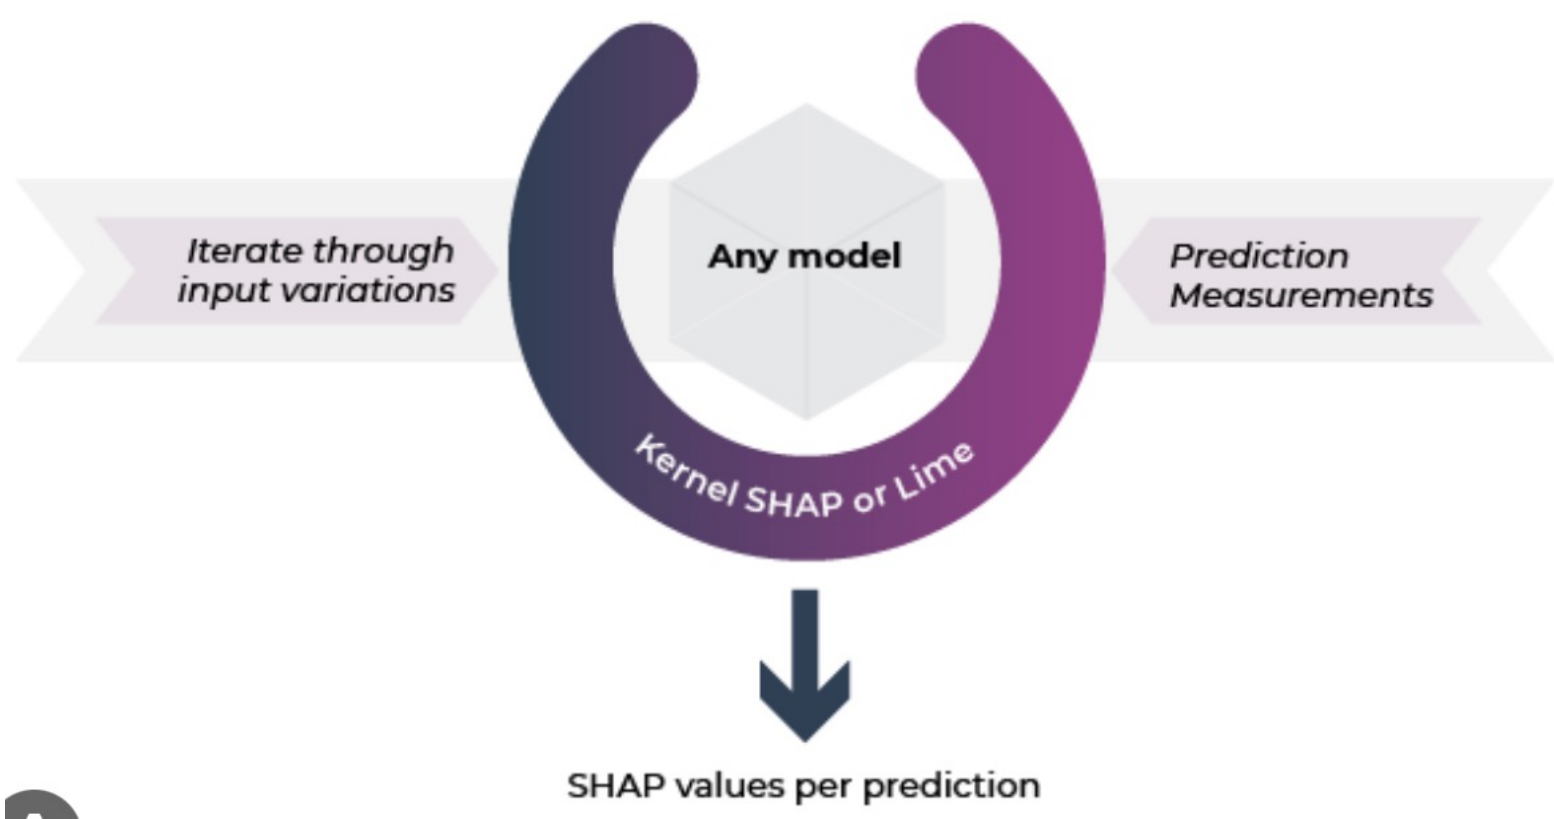 Iterate through
input variations
Any model
Prediction
Measurements
Kernel SHAP or Lime
SHAP values per prediction